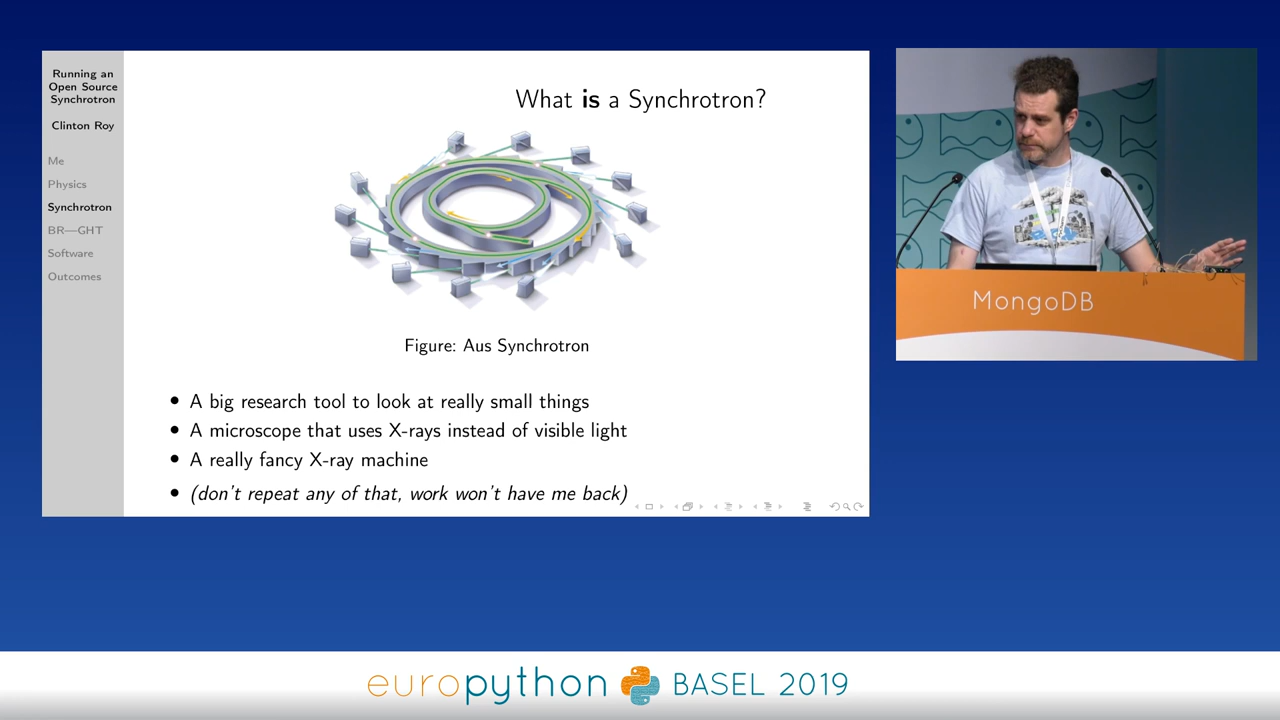 Running an
Open Source
Synchrotron
Clinton Roy
Me
Physics
Synchrotron
BR—GHT
Software
Outcomes
What is a Synchrotron?
Figure: Aus Synchrotron
• A big research tool to look at really small things
• A microscope that uses X-rays instead of visible light
• A really fancy X-ray machine
• (don't repeat any of that, work won't have me back)
MongoDB
europython BASEL 2019